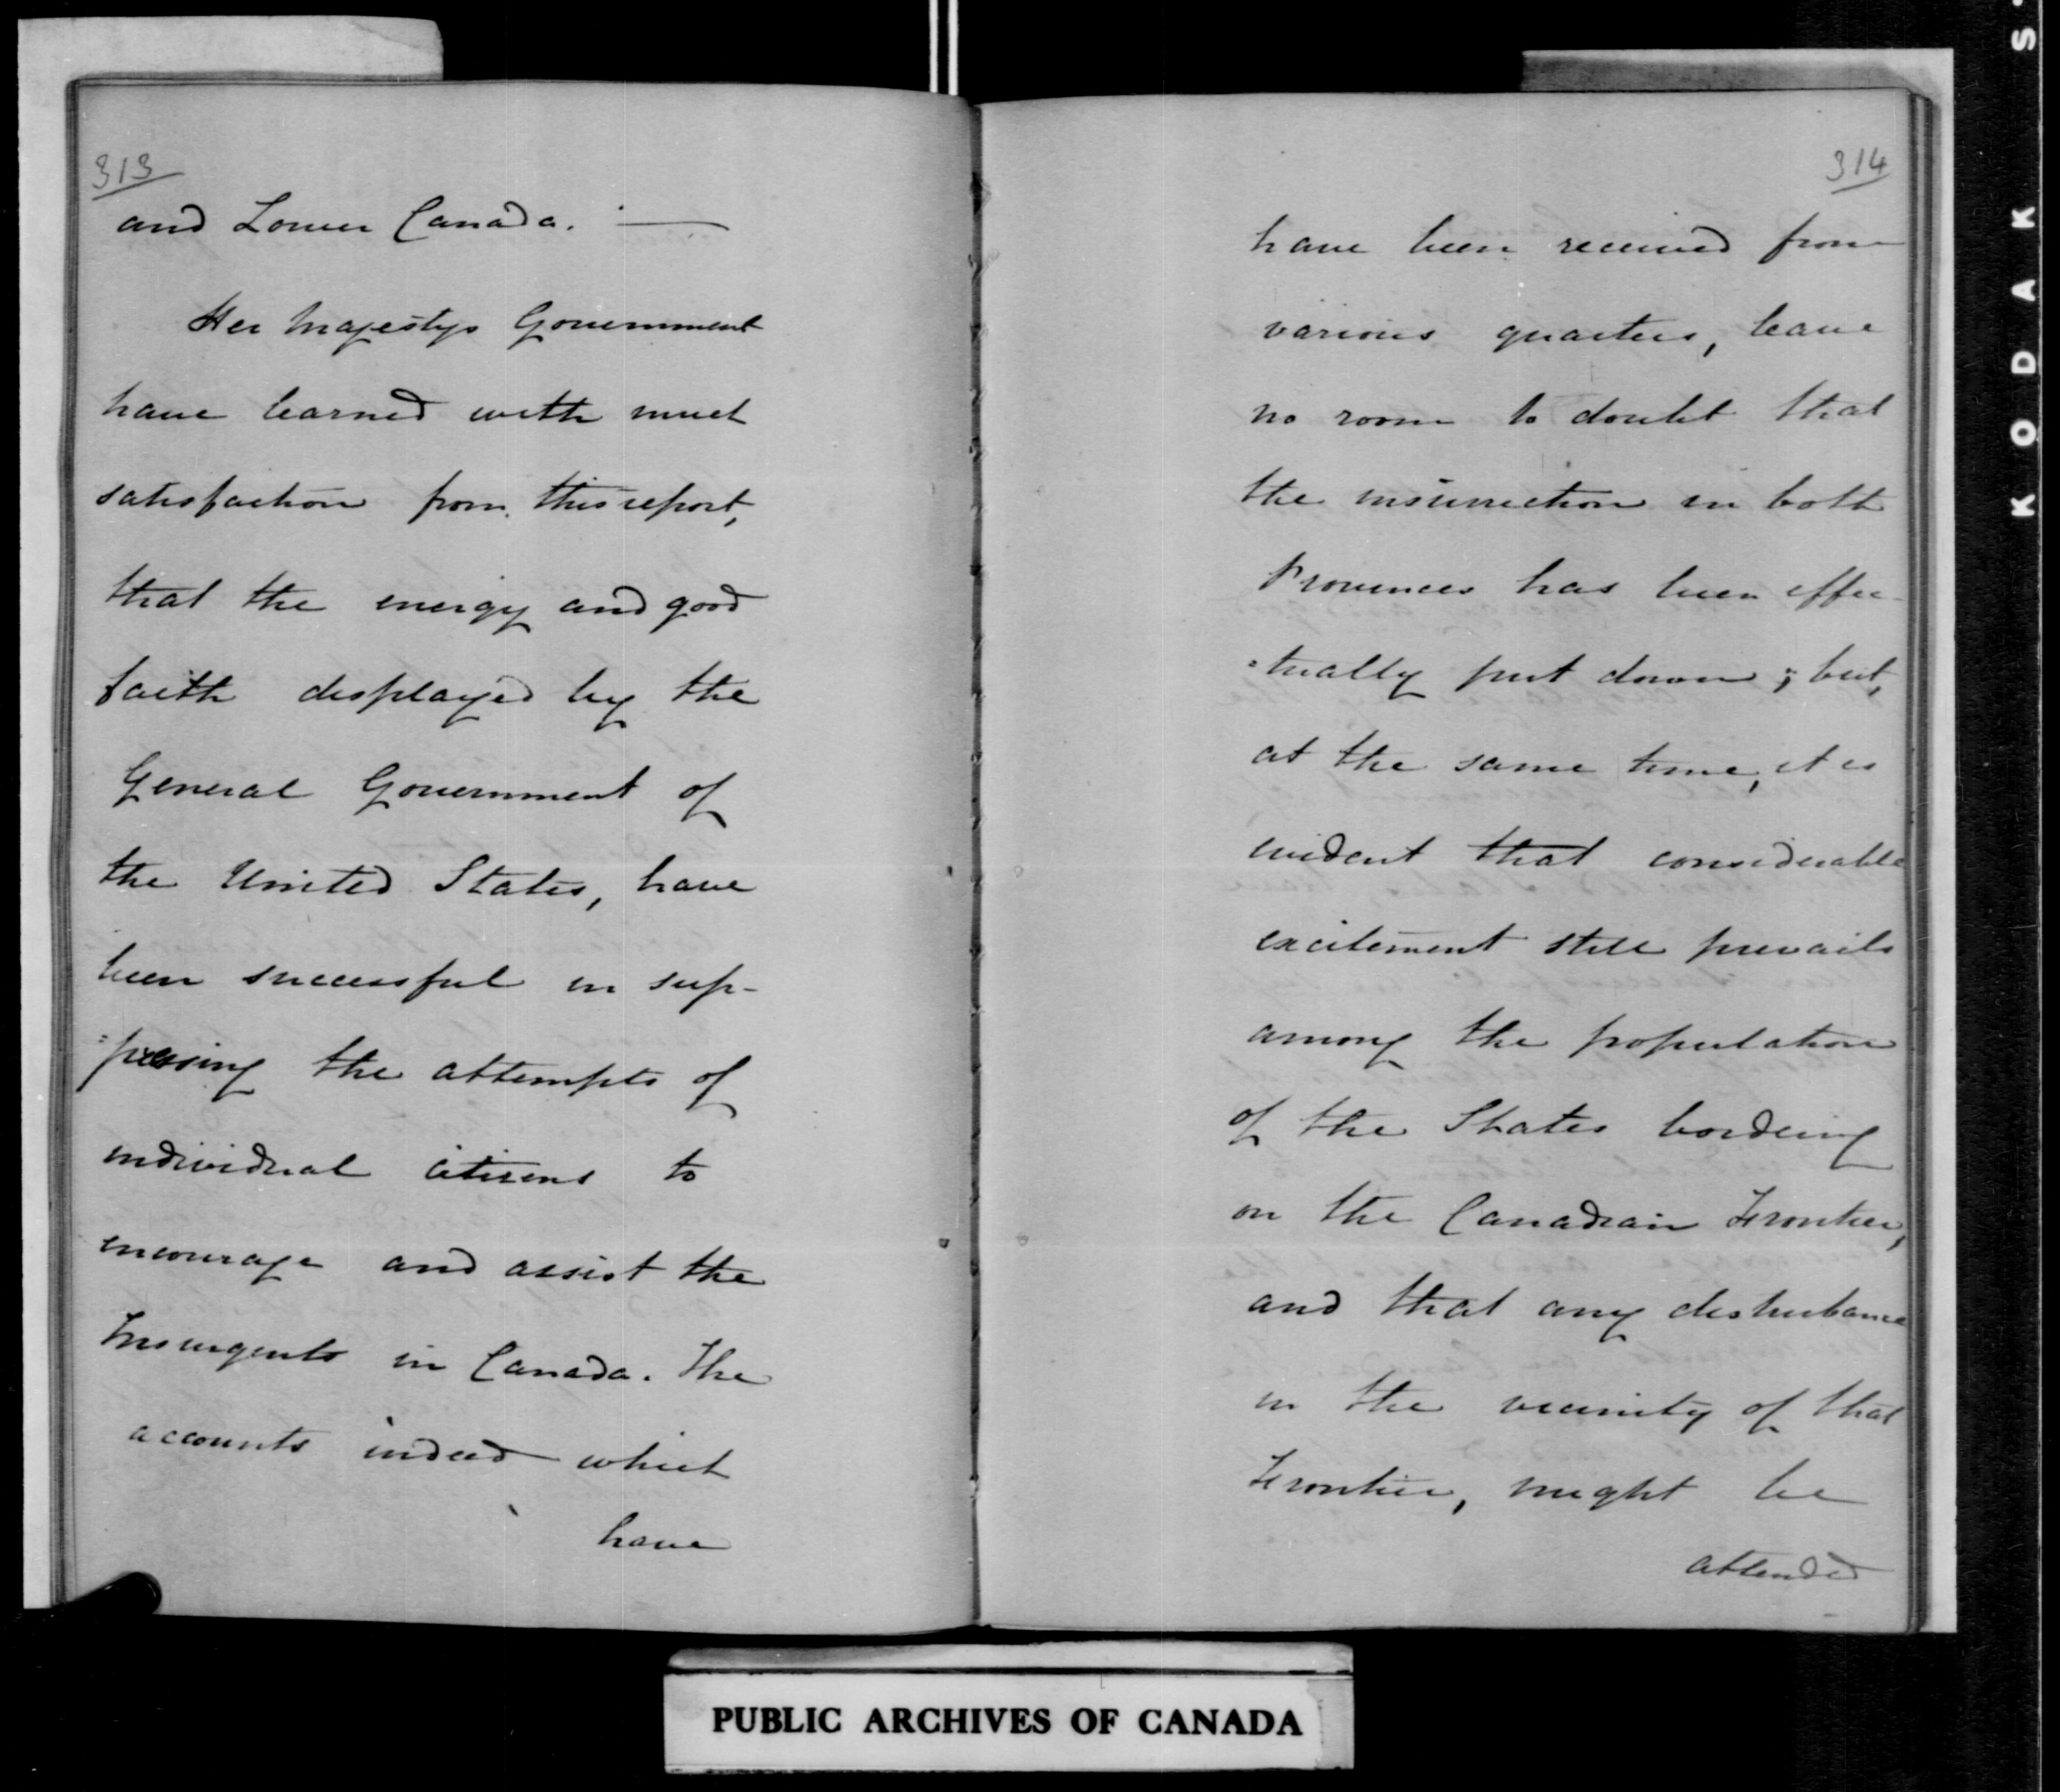 313
and Lower Canada. —
Her Majestys Government
have learned with much
satisfaction from this report,
that the energy and good
faith displayed by the
General Government of
the United States, have
been successful in sup-
=pressing the attempts of
individual citizens to
encourage and assist the
Insurgents in Canada. The
accounts indeed which
have
314
have been received from
various quarters, leave
no room to doubt that
the insurrection in both
Provinces has been effec-
=tually put down; but,
at the same time, it is
evident that considerable
excitement still prevails
among the population
of the States bordering
on the Canadian Frontier,
and that any disturbance
in the vicinity of that
Frontier, might be
attended
PUBLIC ARCHIVES OF CANADA
KODAK S